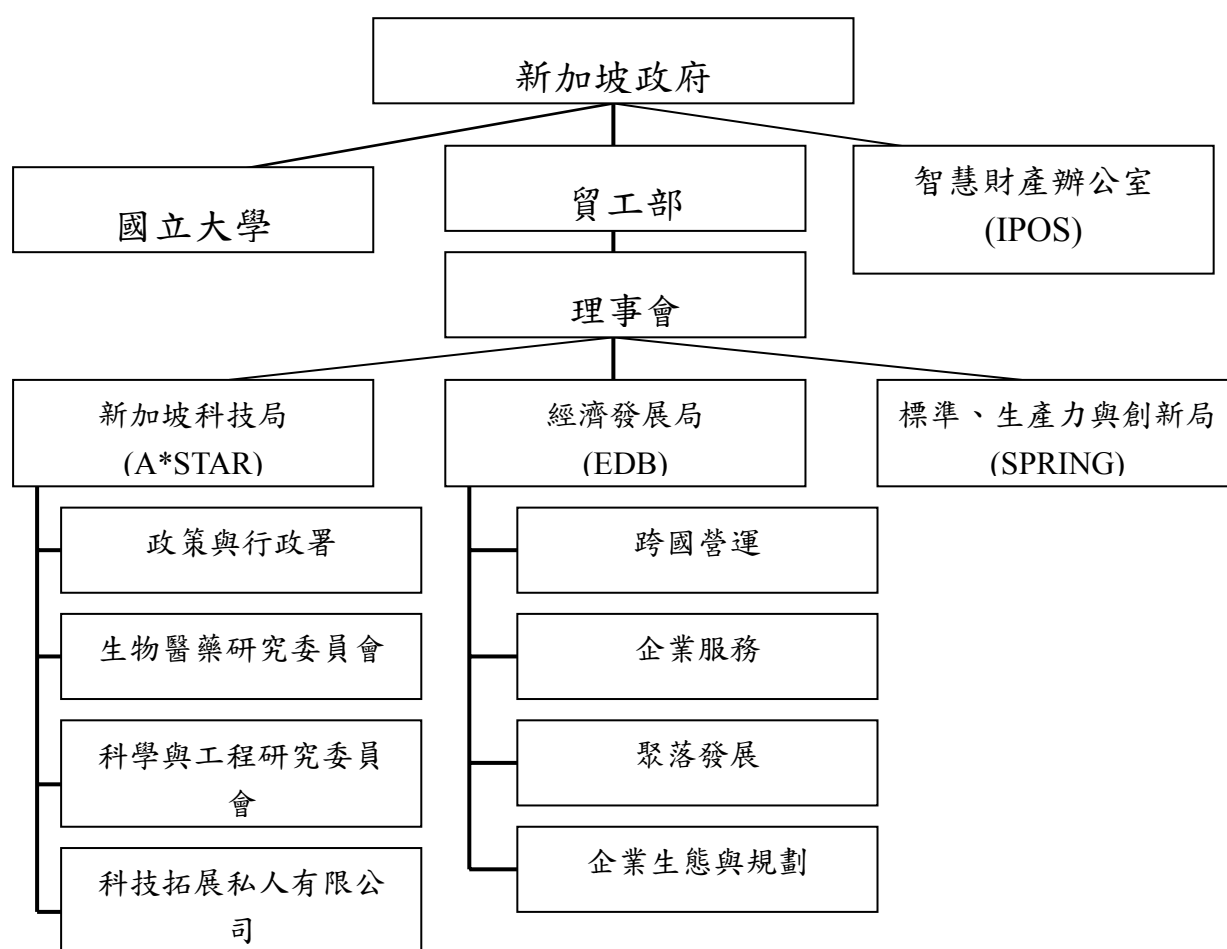 新加坡政府
國立大學
貿工部
智慧財產辦公室
(IPOS)
理事會
新加坡科技局
(A*STAR)
經濟發展局
(EDB)
標準、生產力與創新局
(SPRING)
政策與行政署
生物醫藥研究委員會
科學與工程研究委員
會
科技拓展私人有限公
司
跨國營運
企業服務
聚落發展
企業生態與規劃